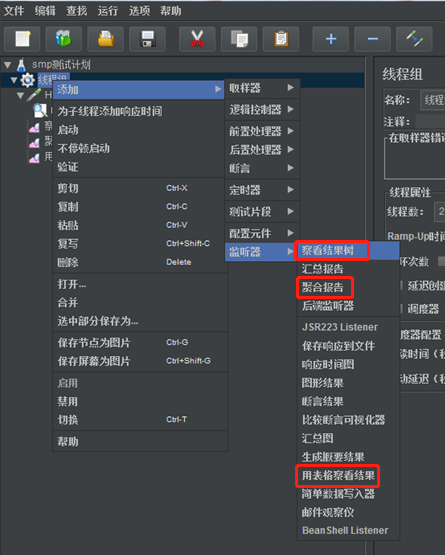 文件 编辑 查找 运行 选项 帮助
smp测试计划
线程组
H
察
聚
用
添加
为子线程添加响应时间
启动
不停顿启动
验证
剪切 Ctrl-X
复制 Ctrl-C
粘贴 Ctrl-V
复写 Ctrl+Shift-C
删除 Delete
打开...
合并
选中部分保存为...
保存节点为图片 Ctrl-G
保存屏幕为图片 Ctrl+Shift-G
启用
禁用
切换 Ctrl-T
帮助
取样器
逻辑控制器
前置处理器
后置处理器
断言
定时器
测试片段
配置元件
监听器
察看结果树
汇总报告
聚合报告
后端监听器
JSR223 Listener
保存响应到文件
响应时间图
图形结果
断言结果
比较断言可视化器
汇总图
生成概要结果
用表格察看结果
简单数据写入器
邮件观察仪
BeanShell Listener
线程组
名称： 线程
注释：
在取样器错误
线程属性
线程数： 2
Ramp-Up时间
环次数
延迟创建
调度器
度器配置
续时间（秒
动延迟（秒